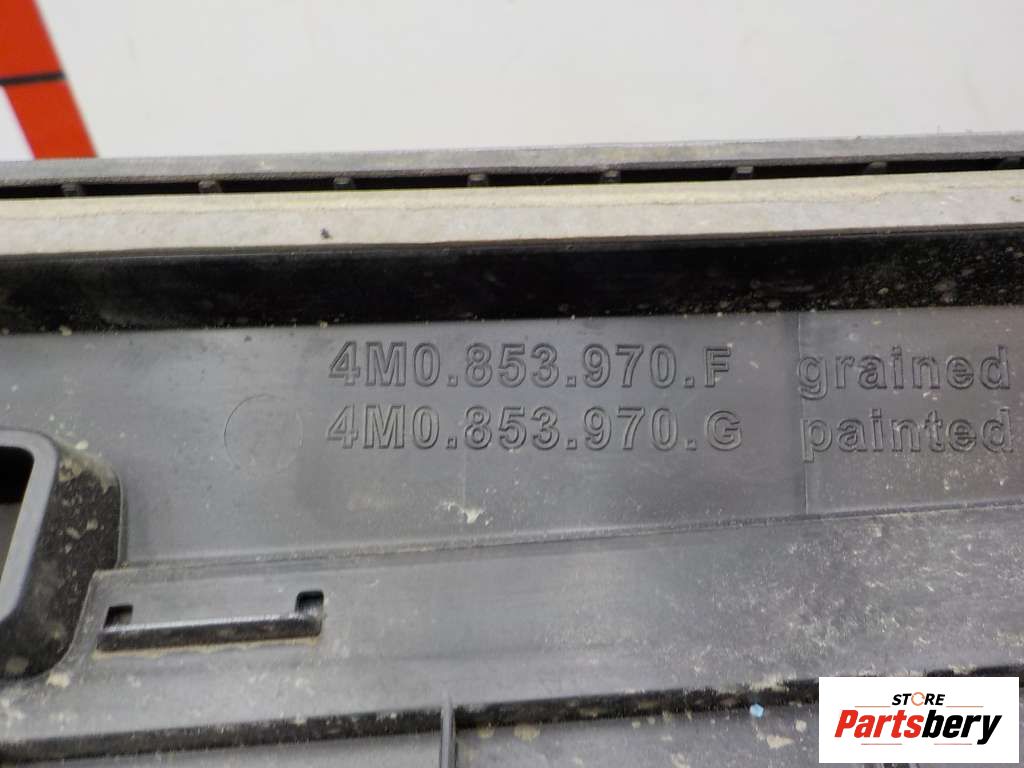 4M0.853.970.F grained
4M0.853.970.G painted
STORE
Partsbery